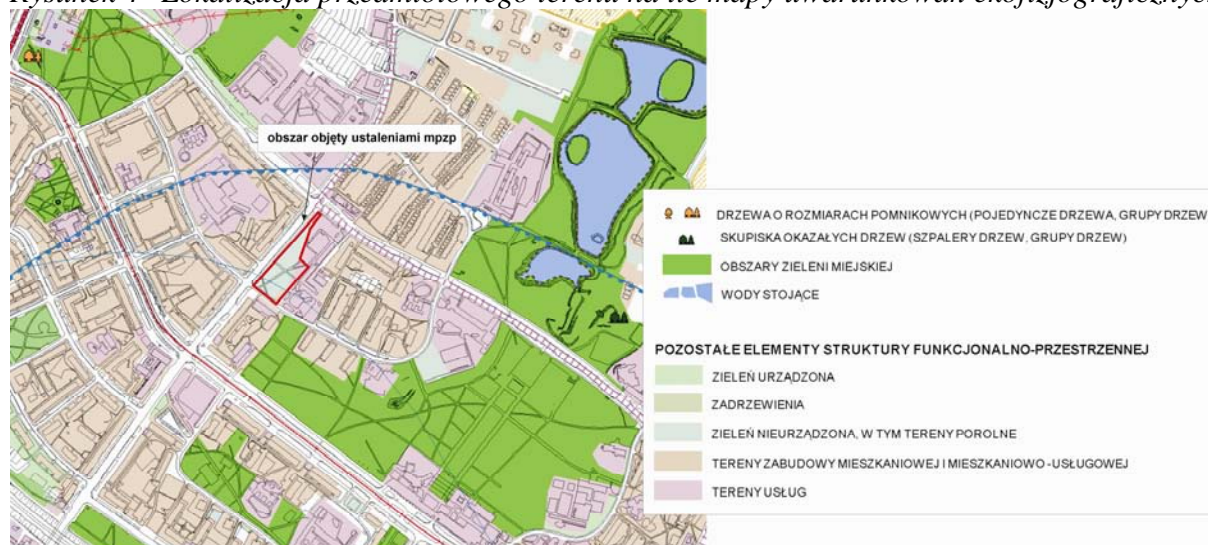 obszar objęty ustaleniami mpzp
DRZEWA O ROZMIARACH POMNIKOWYCH (POJEDYNCZE DRZEWA, GRUPY DRZEW
SKUPISKA OKAZAŁYCH DRZEW (SZPALERY DRZEW, GRUPY DRZEW)
OBSZARY ZIELENI MIEJSKIEJ
WODY STOJĄCE
POZOSTAŁE ELEMENTY STRUKTURY FUNKCJONALNO-PRZESTRZENNEJ
ZIELEŃ URZĄDZONA
ZADRZEWIENIA
ZIELEŃ NIEURZĄDZONA, W TYM TERENY POROLNE
TERENY ZABUDOWY MIESZKANIOWEJ I MIESZKANIOWO-USŁUGOWEJ
TERENY USŁUG